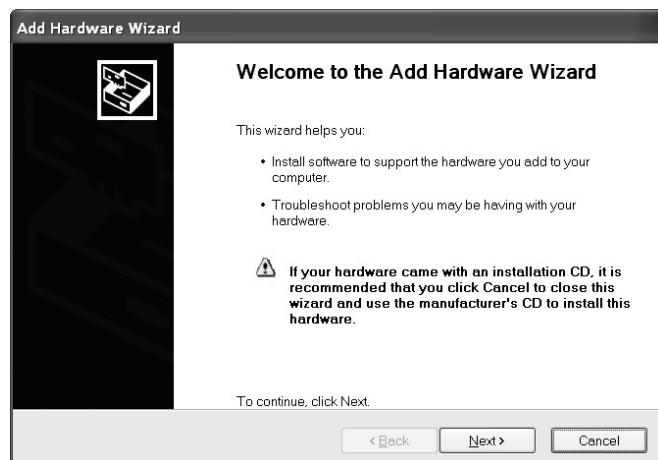 Add Hardware Wizard
Welcome to the Add Hardware Wizard
This wizard helps you:
• Install software to support the hardware you add to your
computer.
• Troubleshoot problems you may be having with your
hardware.
If your hardware came with an installation CD, it is
recommended that you click Cancel to close this
wizard and use the manufacturer's CD to install this
hardware.
To continue, click Next.
< Back Next > Cancel